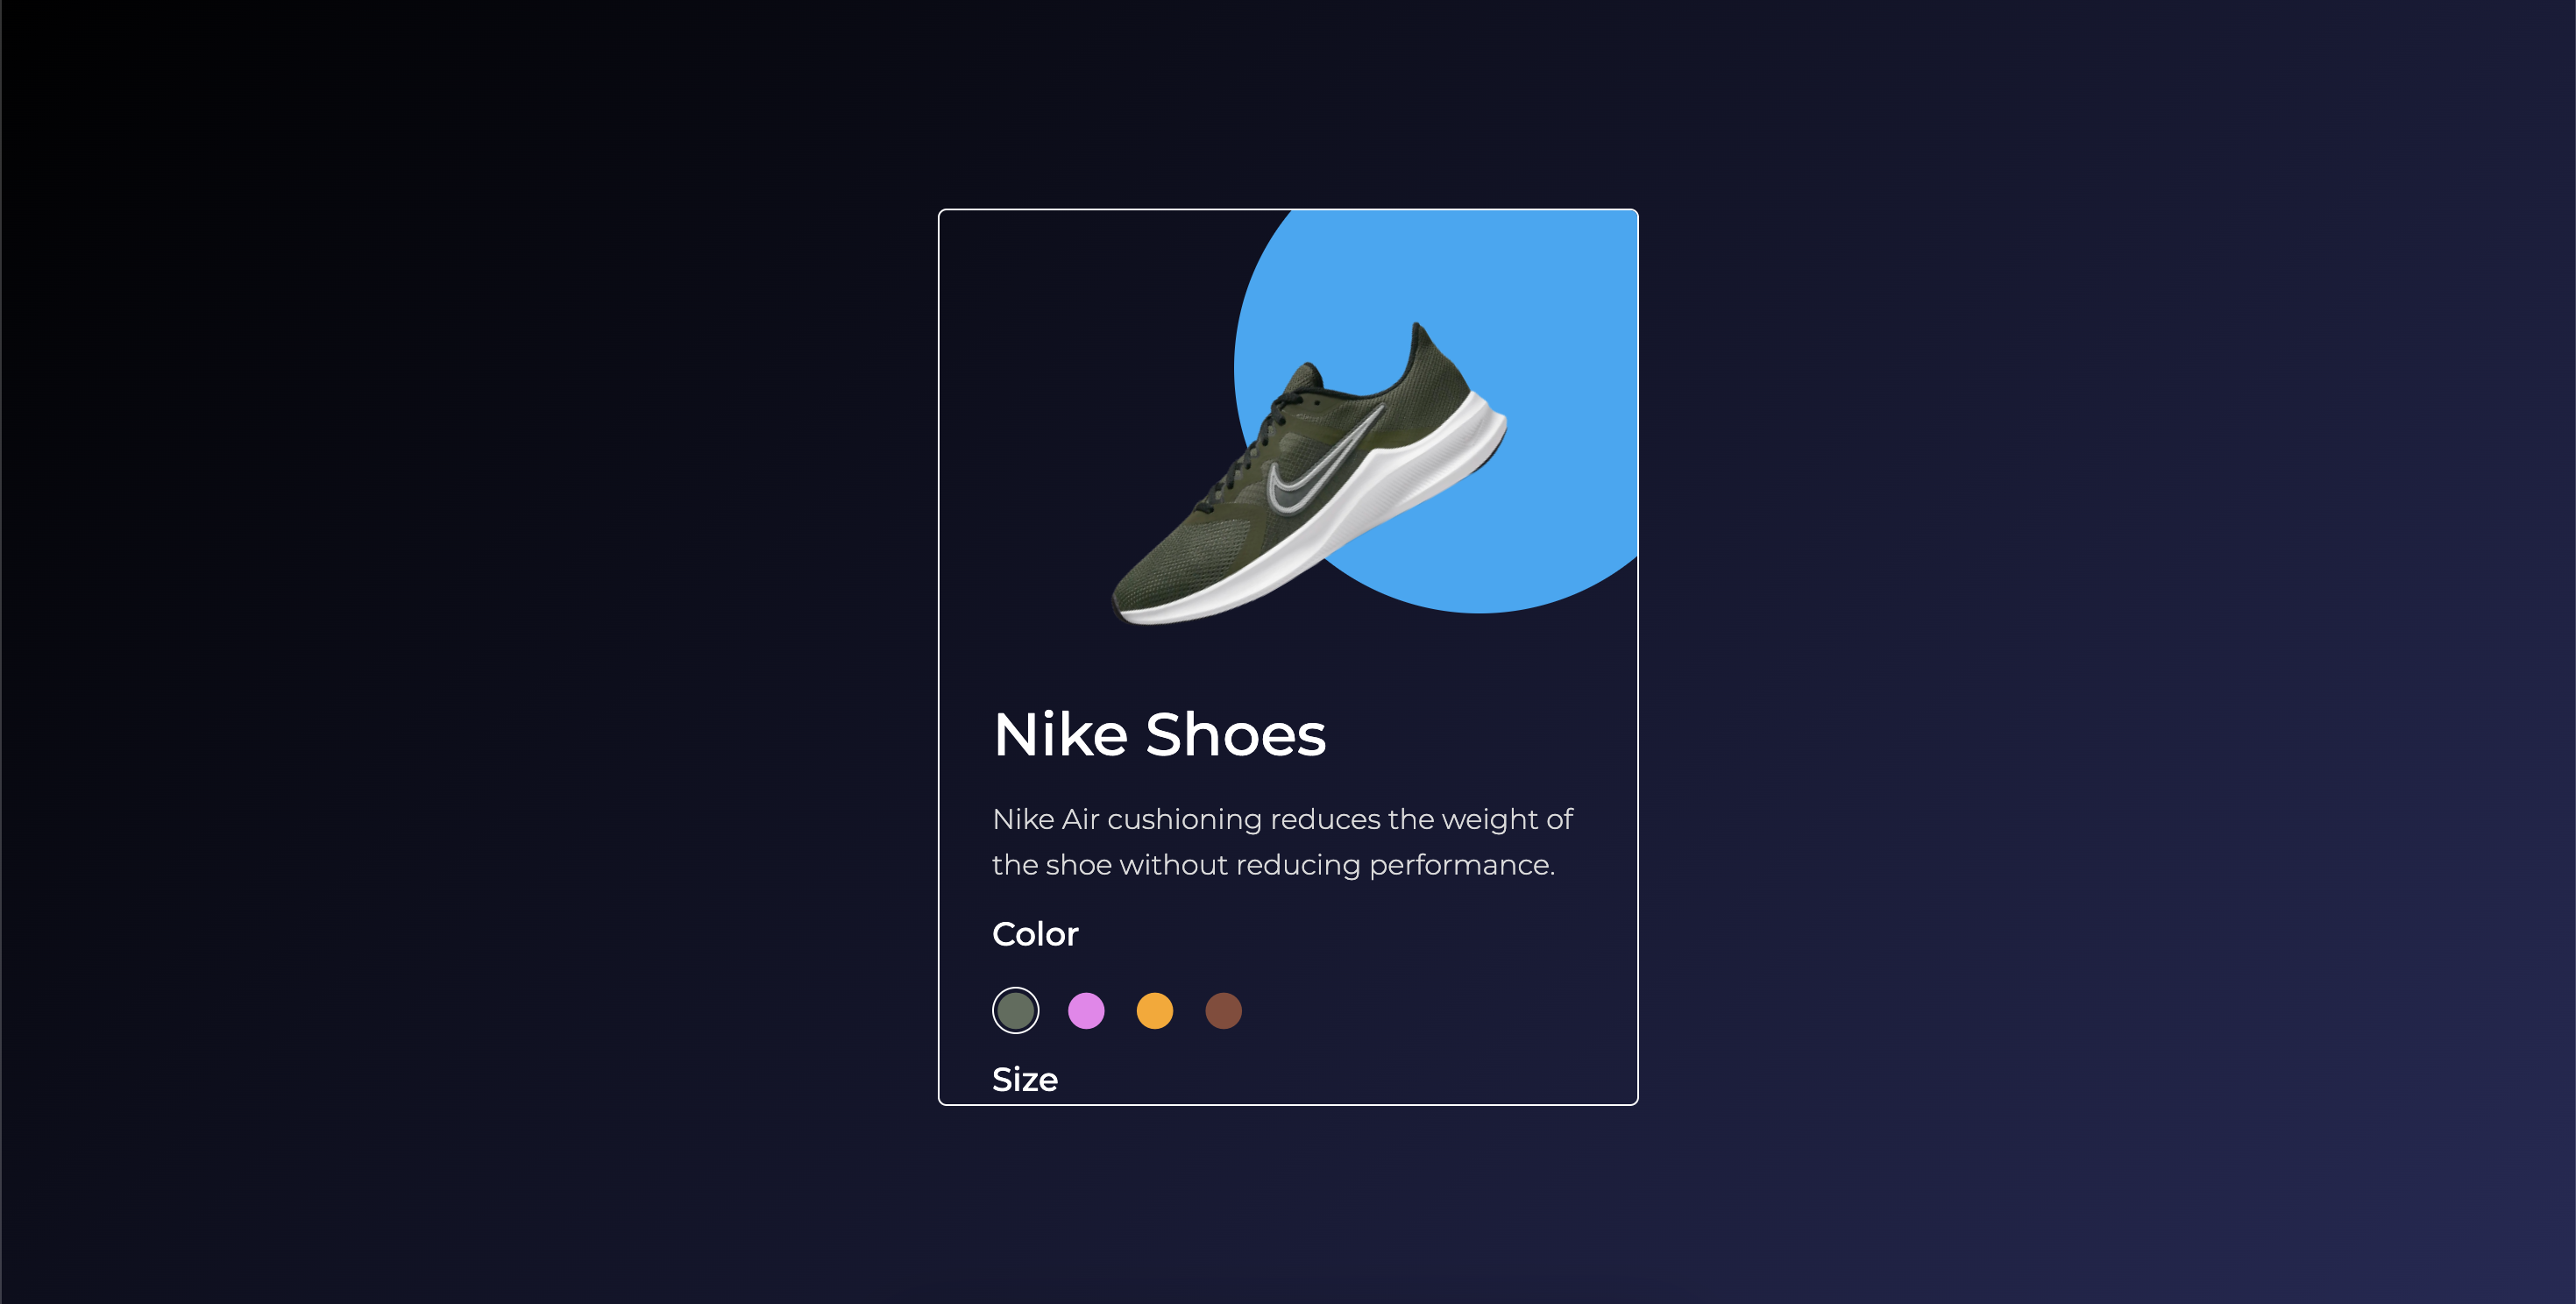 Nike Shoes
Nike Air cushioning reduces the weight of
the shoe without reducing performance.
Color
Size